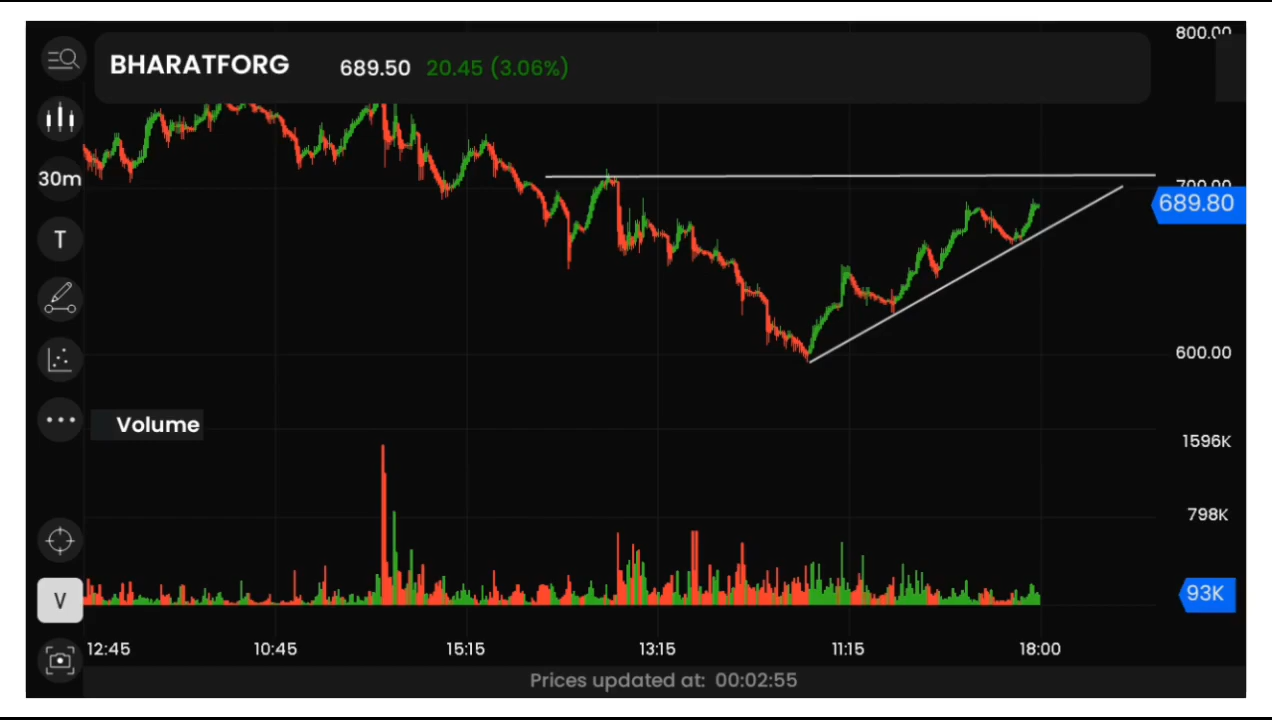 800.00
BHARATFORG 689.50 20.45 (3.06%)
30m
700.00
689.80
T
600.00
Volume
1596K
798K
V
93K
12:45 10:45 15:15 13:15 11:15 18:00
Prices updated at: 00:02:55